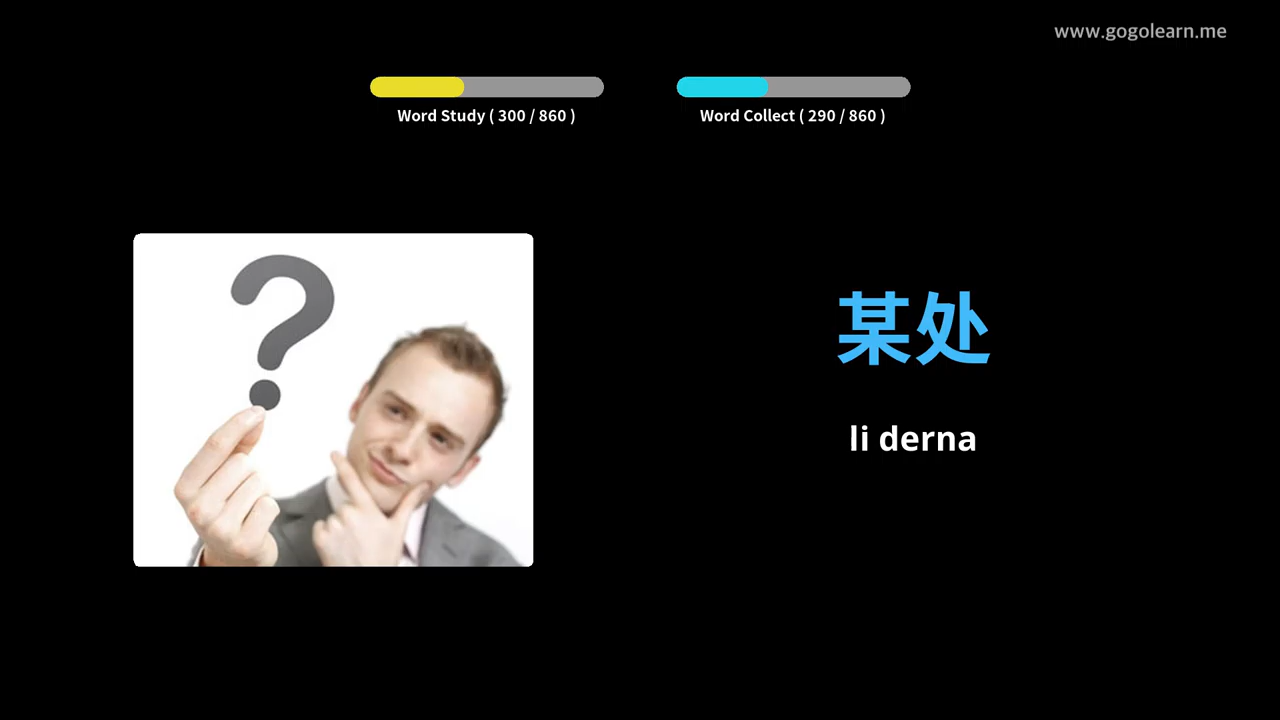 www.gogolearn.me
Word Study ( 300 / 860 )
Word Collect ( 290 / 860 )
某处
li derna